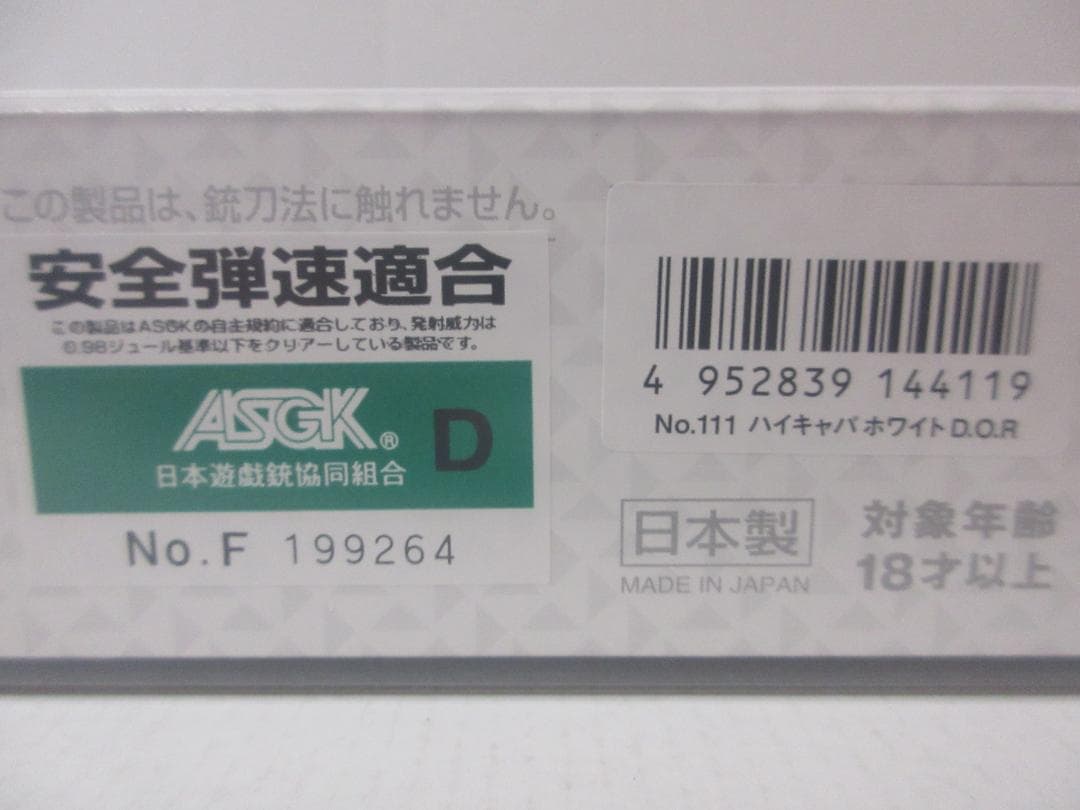 この製品は、銃刀法に触れません。
安全弾速適合
この製品はASGKの自主規約に適合しており、発射威力は
0.98ジュール基準以下をクリアーしている製品です。
ASGK®
D
日本遊戯銃協同組合
No.F 199264
4 952839 144119
No.111 ハイキャパ ホワイト D.O.R
日本製
MADE IN JAPAN
対象年齢
18才以上